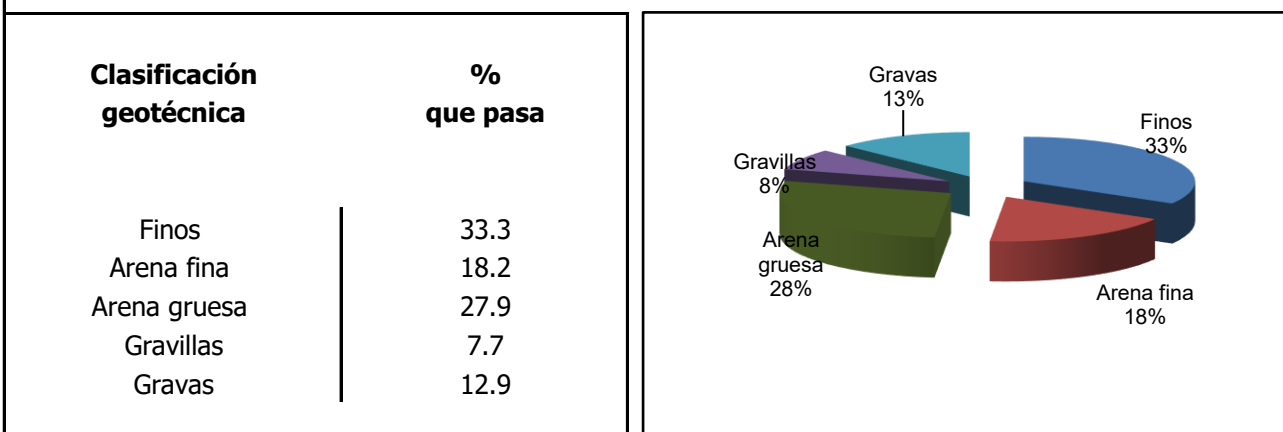 Clasificación geotécnica
% que pasa
Finos 33.3
Arena fina 18.2
Arena gruesa 27.9
Gravillas 7.7
Gravas 12.9
Gravas
13%
Finos
33%
Gravillas
8%
Arena
gruesa
28%
Arena fina
18%